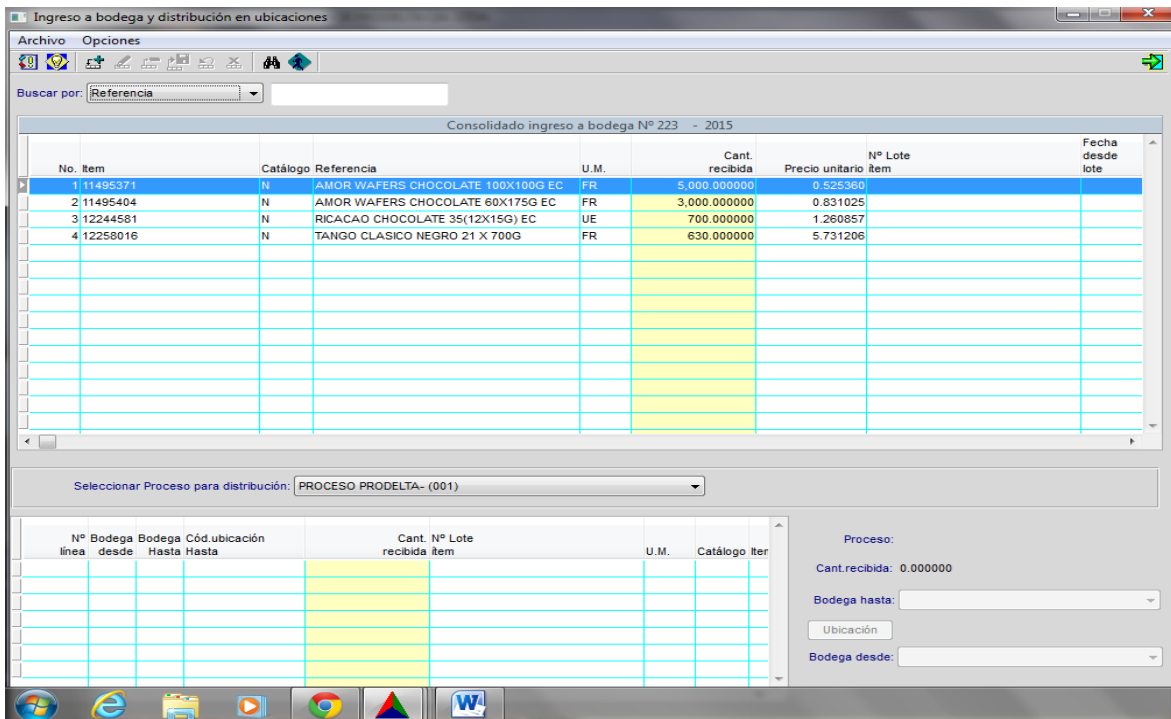 Ingreso a bodega y distribución en ubicaciones
Archivo Opciones
Buscar por: Referencia
Consolidado ingreso a bodega Nº 223 - 2015
No. Item Catálogo Referencia U.M. Cant. recibida Precio unitario Nº Lote ítem Fecha desde lote
1 11495371 N AMOR WAFERS CHOCOLATE 100X100G EC FR 5,000.000000 0.525360
2 11495404 N AMOR WAFERS CHOCOLATE 60X175G EC FR 3,000.000000 0.831025
3 12244581 N RICACAO CHOCOLATE 35(12X15G) EC UE 700.000000 1.260857
4 12258016 N TANGO CLASICO NEGRO 21 X 700G FR 630.000000 5.731206
Seleccionar Proceso para distribución: PROCESO PRODELTA- (001)
Nº línea Bodega desde Bodega Hasta Cód.ubicación Hasta Cant. recibida Nº Lote ítem U.M. Catálogo Iter
Proceso:
Cant.recibida: 0.000000
Bodega hasta:
Ubicación
Bodega desde: